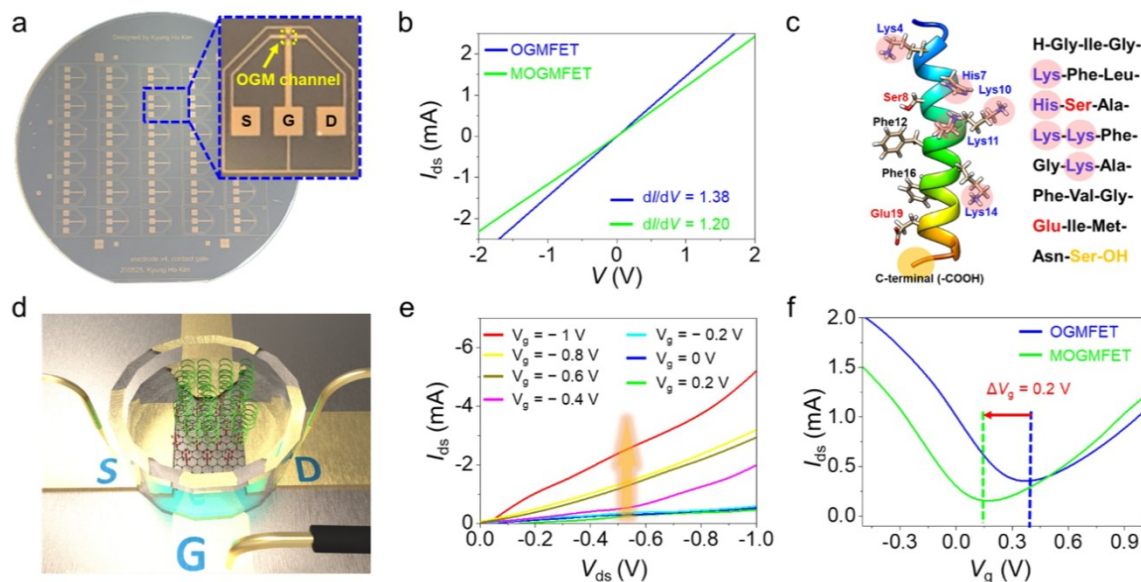 a
Designed by Kyung Ho Kim
OGM channel
S G D
b
I_ds (mA)
2
1
0
-1
-2
OGMFET
MOGMFET
dI/dV = 1.38
dI/dV = 1.20
-2 -1 0 1 2
V (V)
c
Lys4
His7
Lys10
Ser8
Phe12
Lys11
Phe16
Glu19
Lys14
C-terminal (-COOH)
H-Gly-Ile-Gly-
Lys-Phe-Leu-
His-Ser-Ala-
Lys-Lys-Phe-
Gly-Lys-Ala-
Phe-Val-Gly-
Glu-Ile-Met-
Asn-Ser-OH
d
S
D
G
e
I_ds (mA)
-6
-4
-2
0
V_g = − 1 V
V_g = − 0.8 V
V_g = − 0.6 V
V_g = − 0.4 V
V_g = − 0.2 V
V_g = 0 V
V_g = 0.2 V
0.0 -0.2 -0.4 -0.6 -0.8 -1.0
V_ds (V)
f
I_ds (mA)
2.0
1.5
1.0
0.5
0.0
OGMFET
MOGMFET
ΔV_g = 0.2 V
-0.3 0.0 0.3 0.6 0.9
V_g (V)